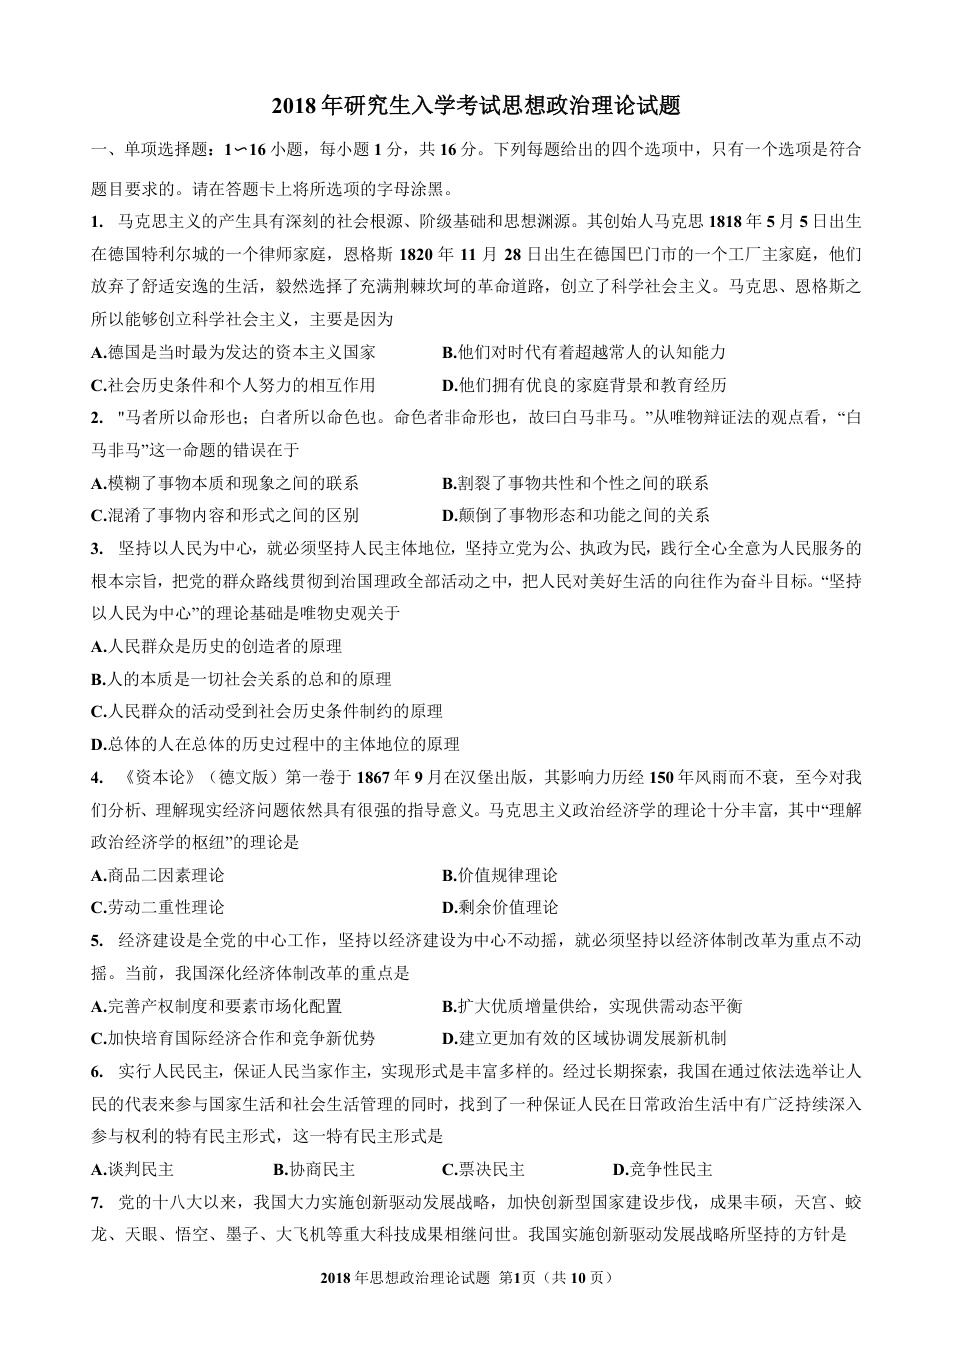 2018 年研究生入学考试思想政治理论试题
一、单项选择题：1∽16 小题，每小题 1 分，共 16 分。下列每题给出的四个选项中，只有一个选项是符合
题目要求的。请在答题卡上将所选项的字母涂黑。
1. 马克思主义的产生具有深刻的社会根源、阶级基础和思想渊源。其创始人马克思 1818 年 5 月 5 日出生
在德国特利尔城的一个律师家庭，恩格斯 1820 年 11 月 28 日出生在德国巴门市的一个工厂主家庭，他们
放弃了舒适安逸的生活，毅然选择了充满荆棘坎坷的革命道路，创立了科学社会主义。马克思、恩格斯之
所以能够创立科学社会主义，主要是因为
A.德国是当时最为发达的资本主义国家 B.他们对时代有着超越常人的认知能力
C.社会历史条件和个人努力的相互作用 D.他们拥有优良的家庭背景和教育经历
2. "马者所以命形也；白者所以命色也。命色者非命形也，故曰白马非马。”从唯物辩证法的观点看，“白
马非马”这一命题的错误在于
A.模糊了事物本质和现象之间的联系 B.割裂了事物共性和个性之间的联系
C.混淆了事物内容和形式之间的区别 D.颠倒了事物形态和功能之间的关系
3. 坚持以人民为中心，就必须坚持人民主体地位，坚持立党为公、执政为民，践行全心全意为人民服务的
根本宗旨，把党的群众路线贯彻到治国理政全部活动之中，把人民对美好生活的向往作为奋斗目标。“坚持
以人民为中心”的理论基础是唯物史观关于
A.人民群众是历史的创造者的原理
B.人的本质是一切社会关系的总和的原理
C.人民群众的活动受到社会历史条件制约的原理
D.总体的人在总体的历史过程中的主体地位的原理
4. 《资本论》（德文版）第一卷于 1867 年 9 月在汉堡出版，其影响力历经 150 年风雨而不衰，至今对我
们分析、理解现实经济问题依然具有很强的指导意义。马克思主义政治经济学的理论十分丰富，其中“理解
政治经济学的枢纽”的理论是
A.商品二因素理论 B.价值规律理论
C.劳动二重性理论 D.剩余价值理论
5. 经济建设是全党的中心工作，坚持以经济建设为中心不动摇，就必须坚持以经济体制改革为重点不动
摇。当前，我国深化经济体制改革的重点是
A.完善产权制度和要素市场化配置 B.扩大优质增量供给，实现供需动态平衡
C.加快培育国际经济合作和竞争新优势 D.建立更加有效的区域协调发展新机制
6. 实行人民民主，保证人民当家作主，实现形式是丰富多样的。经过长期探索，我国在通过依法选举让人
民的代表来参与国家生活和社会生活管理的同时，找到了一种保证人民在日常政治生活中有广泛持续深入
参与权利的特有民主形式，这一特有民主形式是
A.谈判民主 B.协商民主 C.票决民主 D.竞争性民主
7. 党的十八大以来，我国大力实施创新驱动发展战略，加快创新型国家建设步伐，成果丰硕，天宫、蛟
龙、天眼、悟空、墨子、大飞机等重大科技成果相继问世。我国实施创新驱动发展战略所坚持的方针是
2018 年思想政治理论试题 第1页（共 10 页）